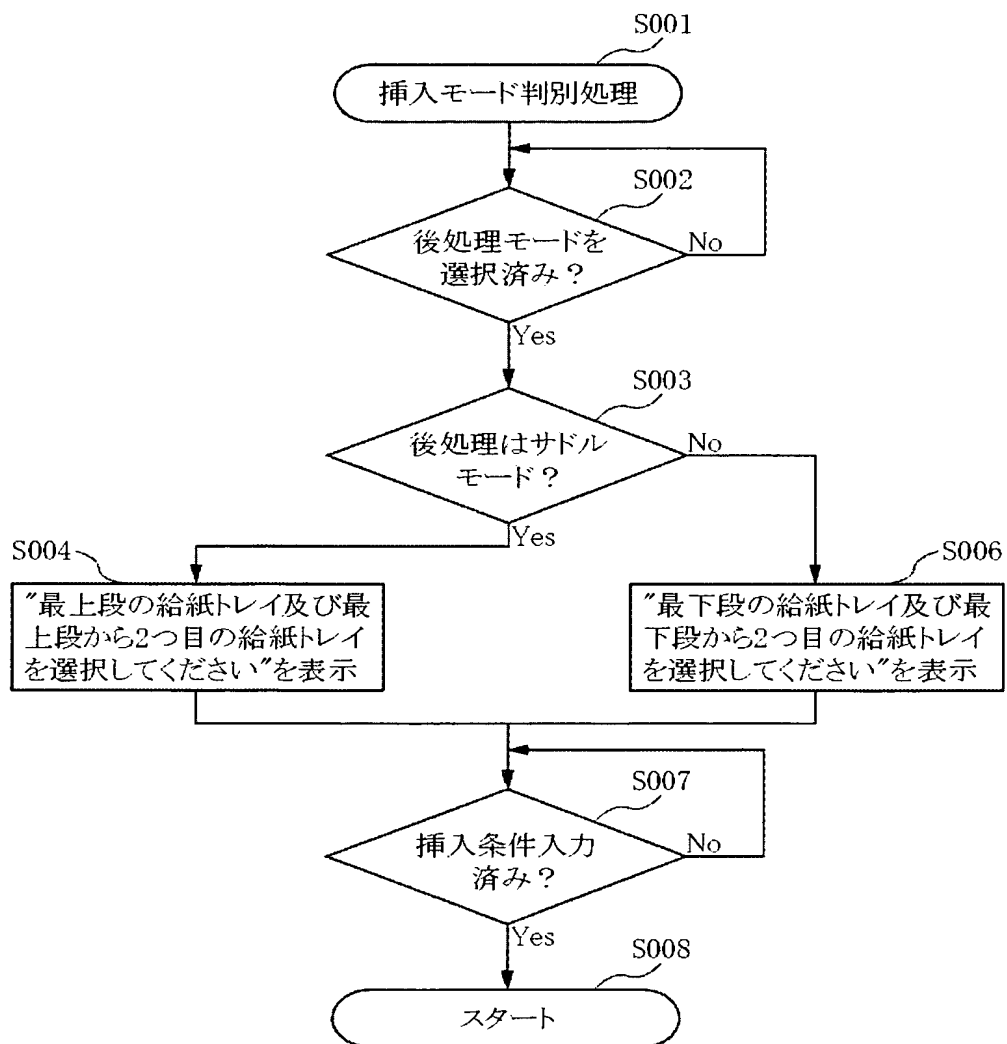 S001
挿入モード判別処理
S002
後処理モードを
選択済み？
No
Yes
S003
後処理はサドル
モード？
No
Yes
S004
"最上段の給紙トレイ及び最
上段から2つ目の給紙トレイ
を選択してください"を表示
S006
"最下段の給紙トレイ及び最
下段から2つ目の給紙トレイ
を選択してください"を表示
S007
挿入条件入力
済み？
No
Yes
S008
スタート